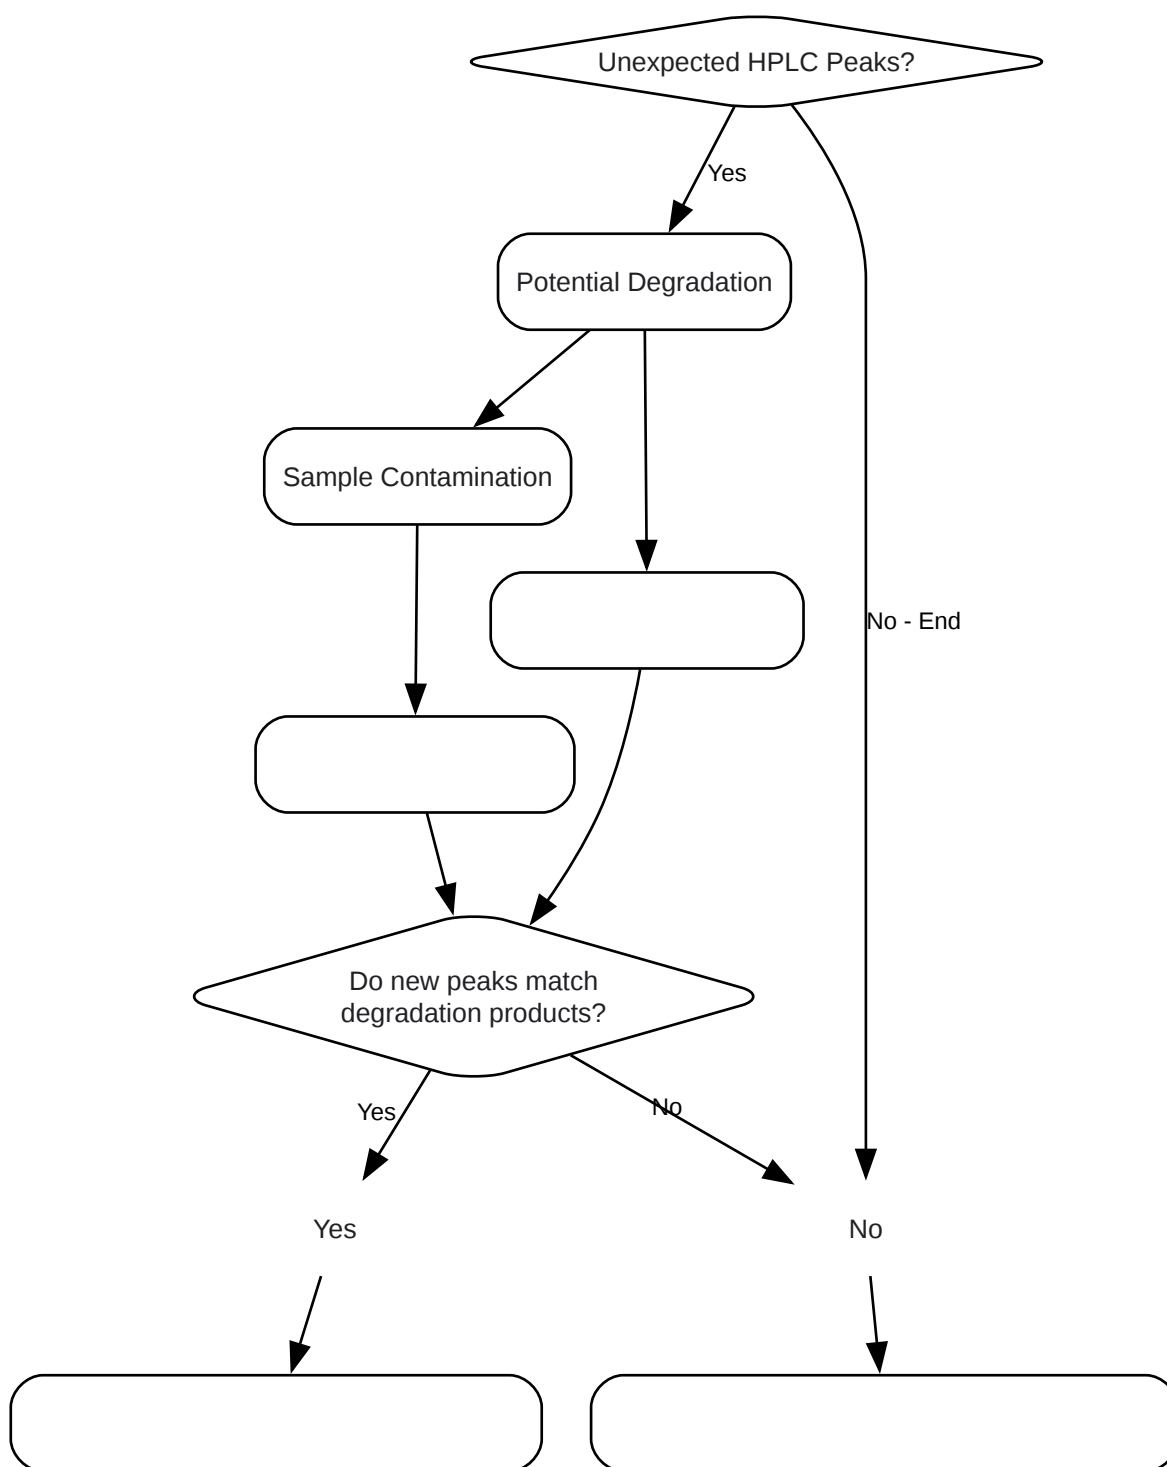 Unexpected HPLC Peaks?
Yes
Potential Degradation
Sample Contamination
No - End
Do new peaks match
degradation products?
Yes
No
Yes
No